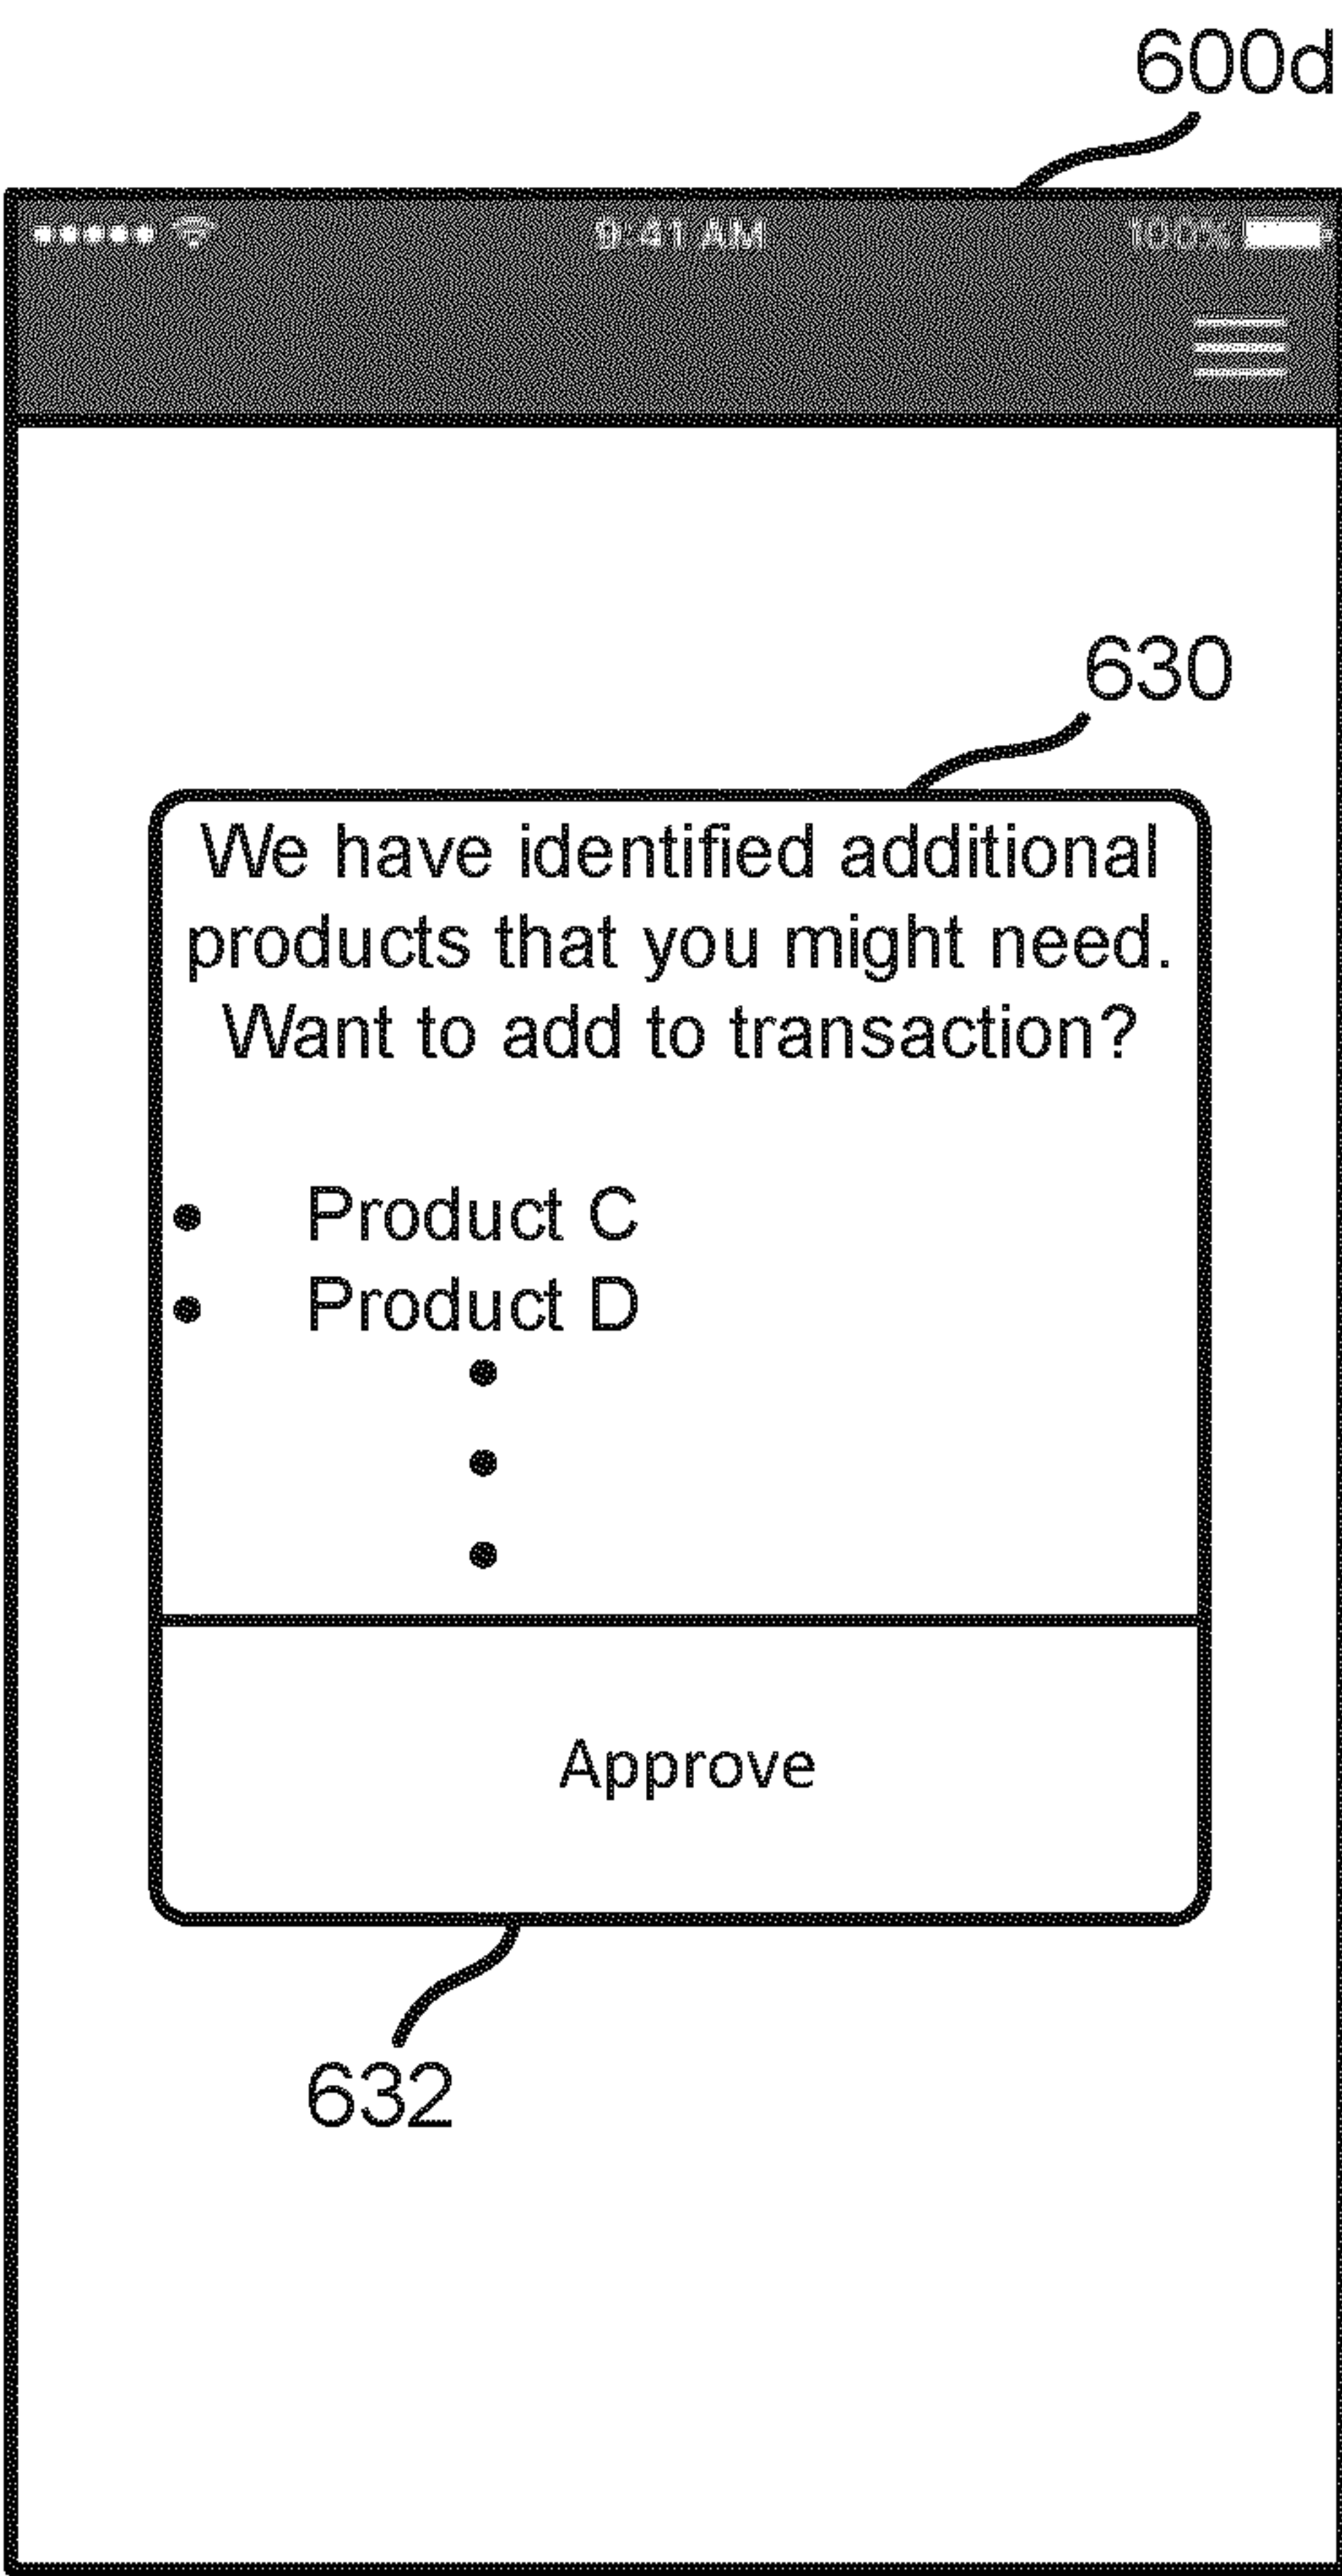 600d
9:41 AM 100%
630
We have identified additional
products that you might need.
Want to add to transaction?
• Product C
• Product D
•
•
•
Approve
632